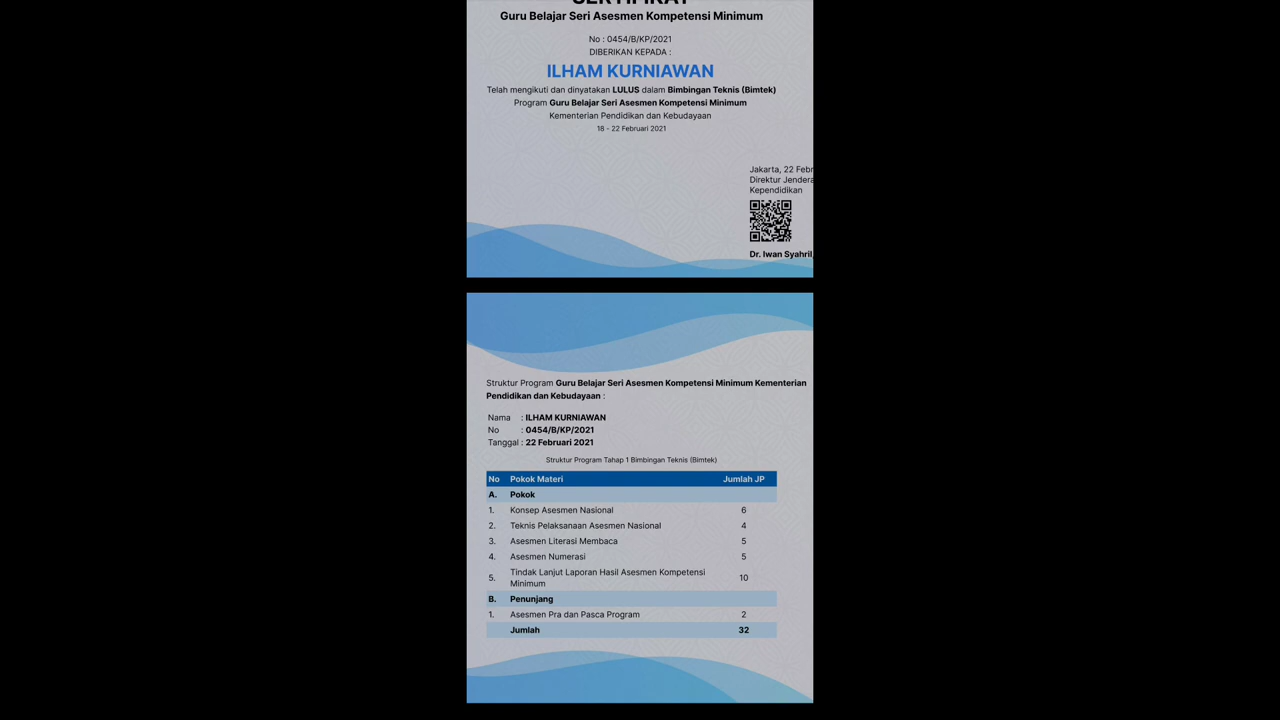 SERTIFIKAT
Guru Belajar Seri Asesmen Kompetensi Minimum
No : 0454/B/KP/2021
DIBERIKAN KEPADA :
ILHAM KURNIAWAN
Telah mengikuti dan dinyatakan LULUS dalam Bimbingan Teknis (Bimtek)
Program Guru Belajar Seri Asesmen Kompetensi Minimum
Kementerian Pendidikan dan Kebudayaan
18 - 22 Februari 2021
Jakarta, 22 Febr
Direktur Jendera
Kependidikan
Dr. Iwan Syahril,
Struktur Program Guru Belajar Seri Asesmen Kompetensi Minimum Kementerian
Pendidikan dan Kebudayaan :
Nama : ILHAM KURNIAWAN
No : 0454/B/KP/2021
Tanggal : 22 Februari 2021
Struktur Program Tahap 1 Bimbingan Teknis (Bimtek)
No Pokok Materi Jumlah JP
A. Pokok
1. Konsep Asesmen Nasional 6
2. Teknis Pelaksanaan Asesmen Nasional 4
3. Asesmen Literasi Membaca 5
4. Asesmen Numerasi 5
5. Tindak Lanjut Laporan Hasil Asesmen Kompetensi
Minimum 10
B. Penunjang
1. Asesmen Pra dan Pasca Program 2
Jumlah 32